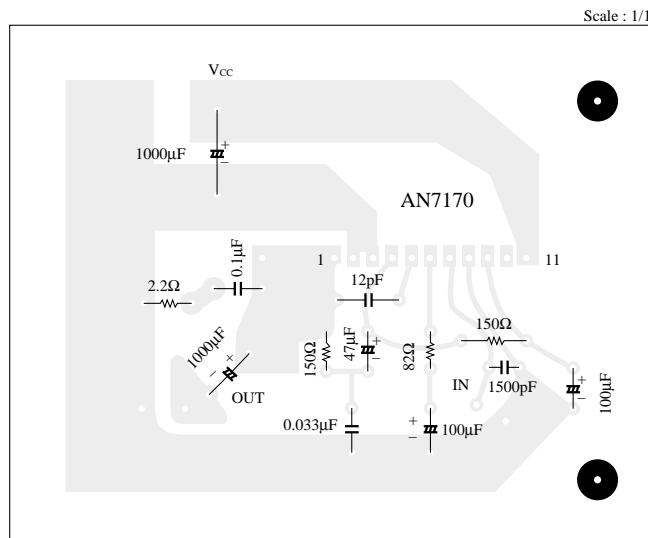 Scale : 1/1
VCC
+
1000µF
−
AN7170
1
11
0.1µF
12pF
2.2Ω
150Ω
1000µF
+
−
OUT
150Ω
47µF
+
−
82Ω
IN
1500pF
+
−
100µF
0.033µF
+
−
100µF